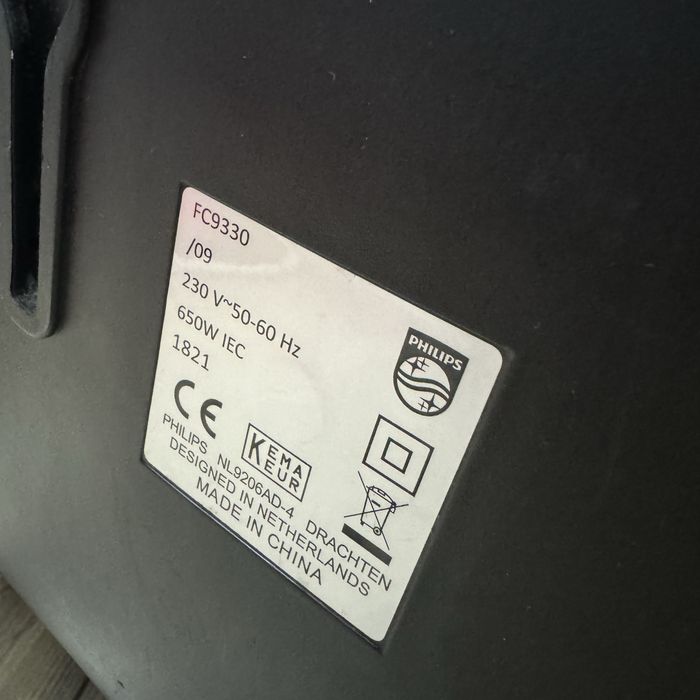 FC9330
/09
230 V~50-60 Hz
650W IEC
1821
PHILIPS
CE
KEMA
KEUR
PHILIPS NL9206AD-4 DRACHTEN
DESIGNED IN NETHERLANDS
MADE IN CHINA